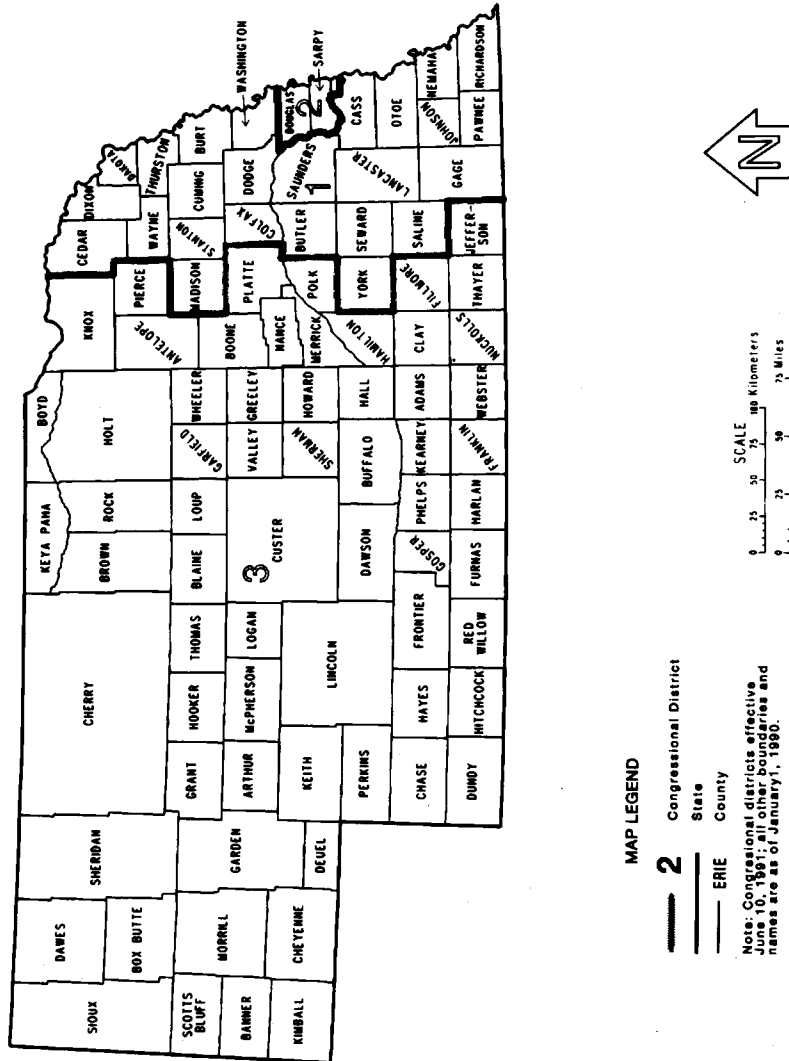 SIOUX
DAWES
SHERIDAN
BOX BUTTE
SCOTTS
BLUFF
BANNER
KIMBALL
MORRILL
CHEYENNE
GARDEN
DEUEL
CHERRY
GRANT
HOOKER
THOMAS
ARTHUR
McPHERSON
LOGAN
KEITH
LINCOLN
PERKINS
CHASE
HAYES
FRONTIER
DUNDY
HITCHCOCK
RED
WILLOW
KEYA PAHA
BOYD
BROWN
ROCK
HOLT
BLAINE
LOUP
GARFIELD
WHEELER
3
CUSTER
VALLEY
GREELEY
SHERMAN
HOWARD
DAWSON
BUFFALO
HALL
GOSPER
PHELPS
KEARNEY
ADAMS
FURNAS
HARLAN
FRANKLIN
WEBSTER
KNOX
ANTELOPE
PIERCE
BOONE
MADISON
NANCE
PLATTE
MERRICK
POLK
HAMILTON
YORK
CLAY
FILLMORE
NUCKOLLS
THAYER
CEDAR
DIXON
DAKOTA
WAYNE
THURSTON
STANTON
CUMING
BURT
COLFAX
DODGE
WASHINGTON
BUTLER
SAUNDERS
1
DOUGLAS
2
SARPY
SEWARD
LANCASTER
CASS
OTOE
SALINE
JEFFER-
SON
GAGE
JOHNSON
NEMAHA
PAWNEE
RICHARDSON
MAP LEGEND
2 Congressional District
State
ERIE County
Note: Congresional districts effective
June 10, 1991; all other boundaries and
names are as of January1, 1990.
SCALE
0 25 50 75 100 Kilometers
0 25 50 75 Miles
N